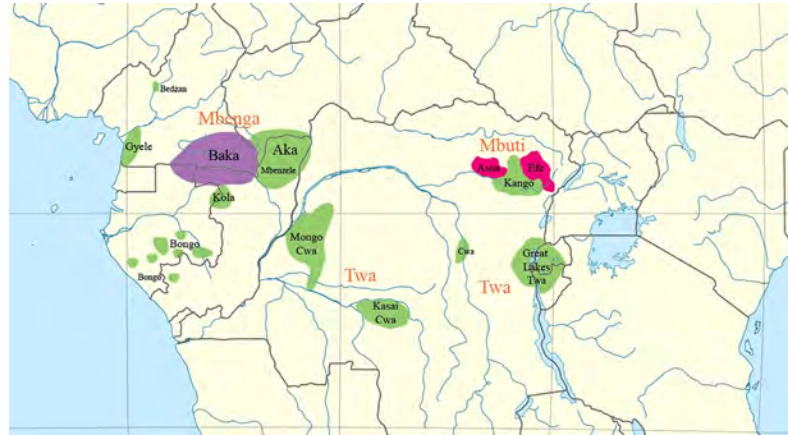 Bedzan
Mbenga
Gyele
Baka
Aka
Mbenzele
Mbuti
Asua
Efe
Kango
Kola
Bongo
Bongo
Mongo
Cwa
Cwa
Great
Lakes
Twa
Twa
Twa
Kasai
Cwa